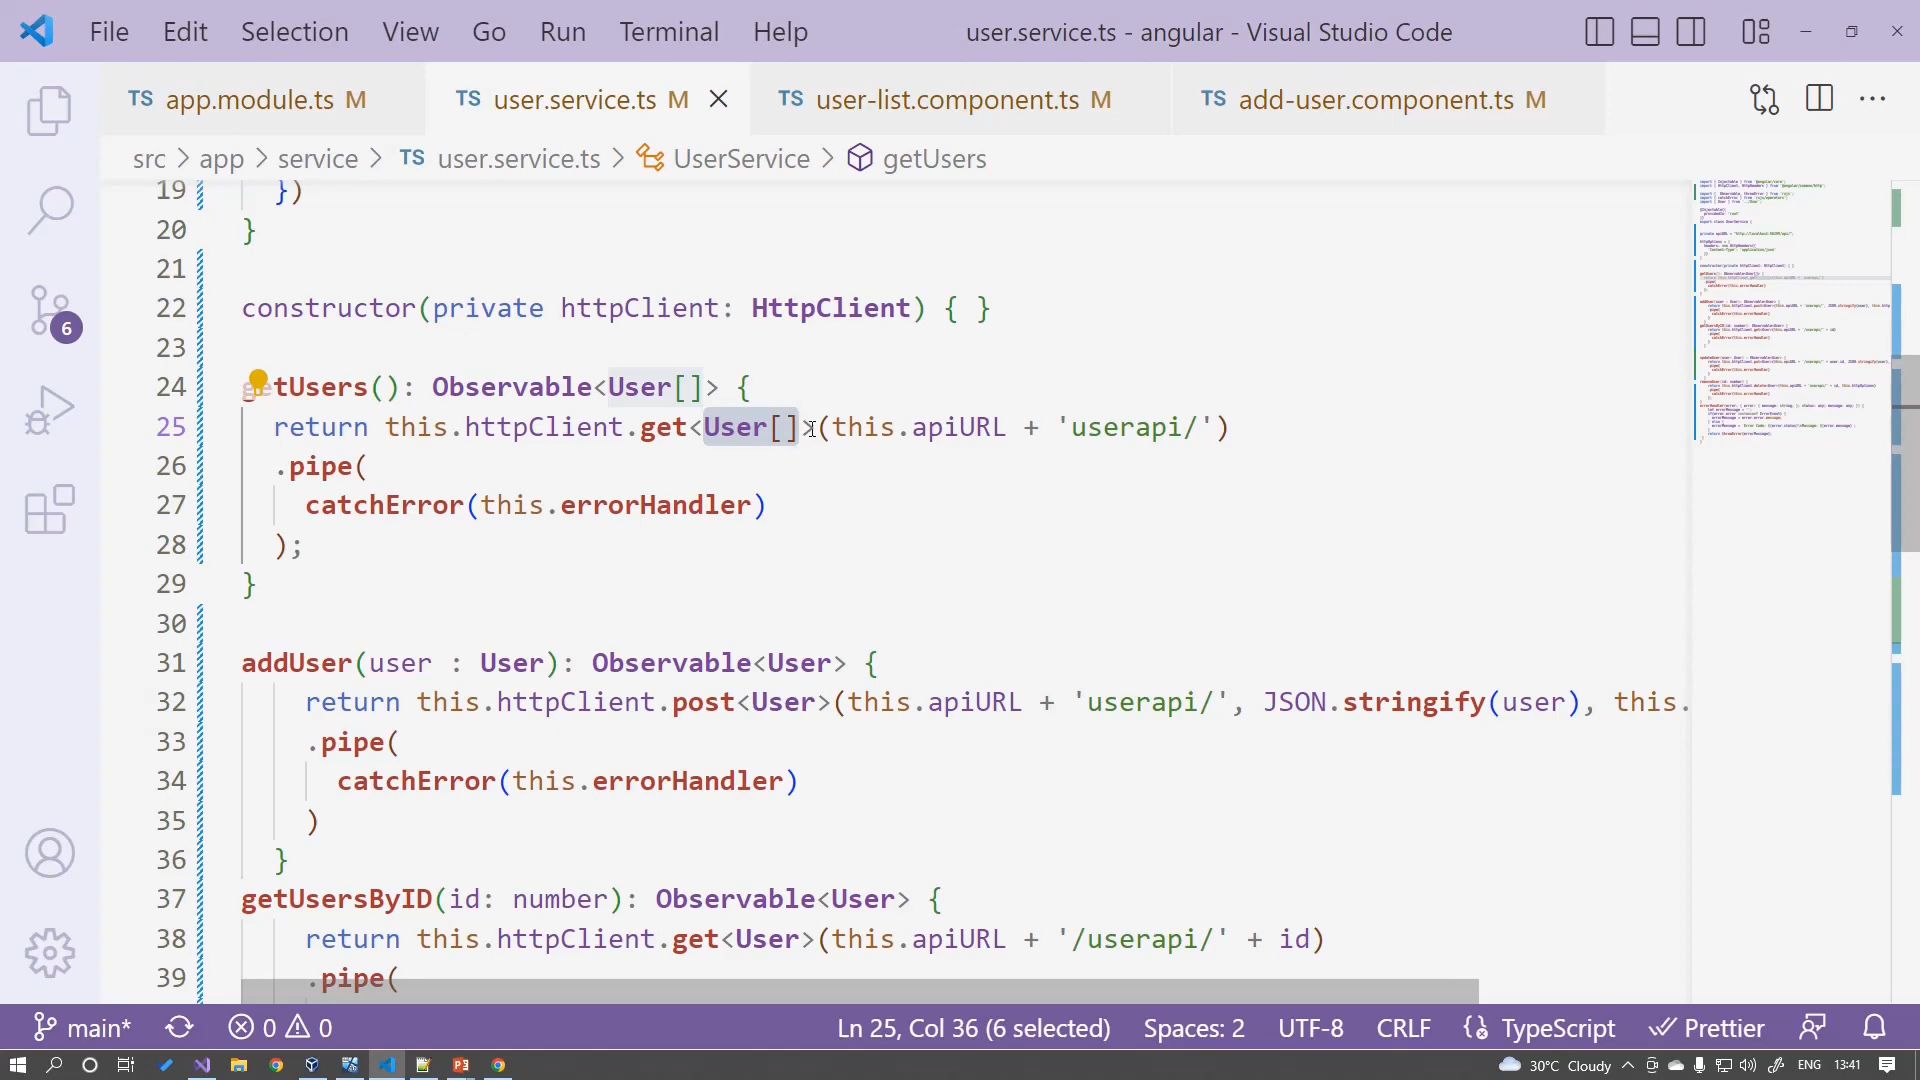 File Edit Selection View Go Run Terminal Help user.service.ts - angular - Visual Studio Code
TS app.module.ts M TS user.service.ts M TS user-list.component.ts M TS add-user.component.ts M
src > app > service > TS user.service.ts > UserService > getUsers
19 })
20 }
21
22 constructor(private httpClient: HttpClient) { }
23
24 getUsers(): Observable<User[]> {
25 return this.httpClient.get<User[]>(this.apiURL + 'userapi/')
26 .pipe(
27 catchError(this.errorHandler)
28 );
29 }
30
31 addUser(user : User): Observable<User> {
32 return this.httpClient.post<User>(this.apiURL + 'userapi/', JSON.stringify(user), this.
33 .pipe(
34 catchError(this.errorHandler)
35 )
36 }
37 getUsersByID(id: number): Observable<User> {
38 return this.httpClient.get<User>(this.apiURL + '/userapi/' + id)
39 .pipe(
6
main* 0 0 Ln 25, Col 36 (6 selected) Spaces: 2 UTF-8 CRLF {} TypeScript Prettier
30°C Cloudy ENG 13:41